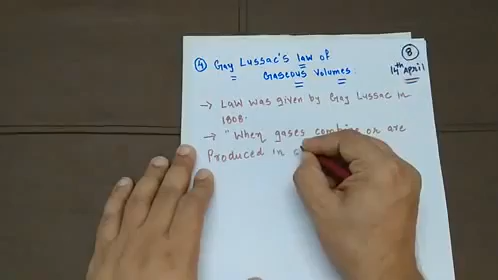 ④ Gay Lussac's law of
Gaseous Volumes.
⑧
14th April
→ Law was given by Gay Lussac in
1808.
→ "When gases combine or are
Produced in a